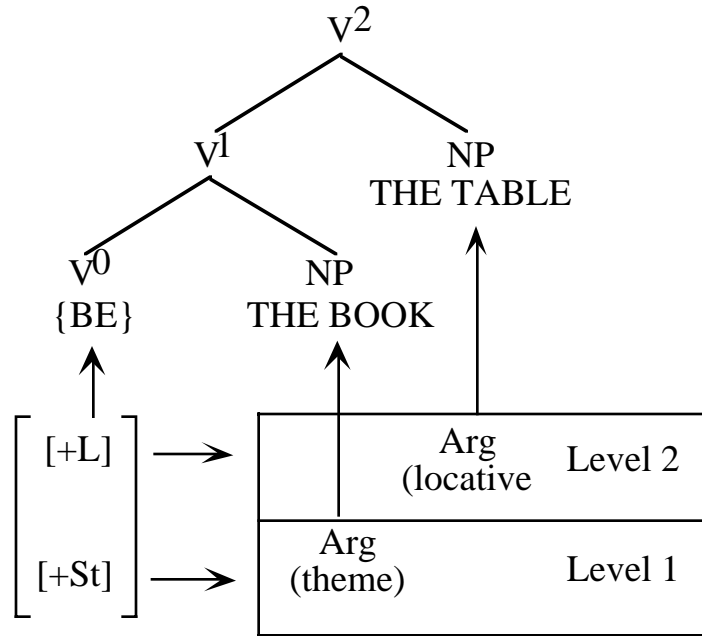 V2
V1 NP
THE TABLE
V0 NP
{BE} THE BOOK
[+L] Arg Level 2
(locative
[+St] Arg Level 1
(theme)